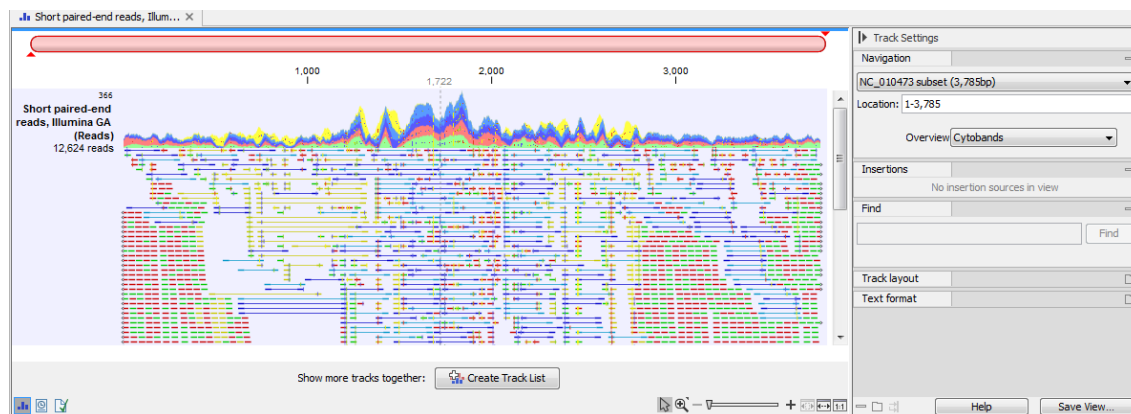 Short paired-end reads, Illum...
1,000
2,000
3,000
1,722
366
Short paired-end
reads, Illumina GA
(Reads)
12,624 reads
Show more tracks together:
Create Track List
1:1
Track Settings
Navigation
NC_010473 subset (3,785bp)
Location: 1-3,785
Overview Cytobands
Insertions
No insertion sources in view
Find
Find
Track layout
Text format
Help
Save View...